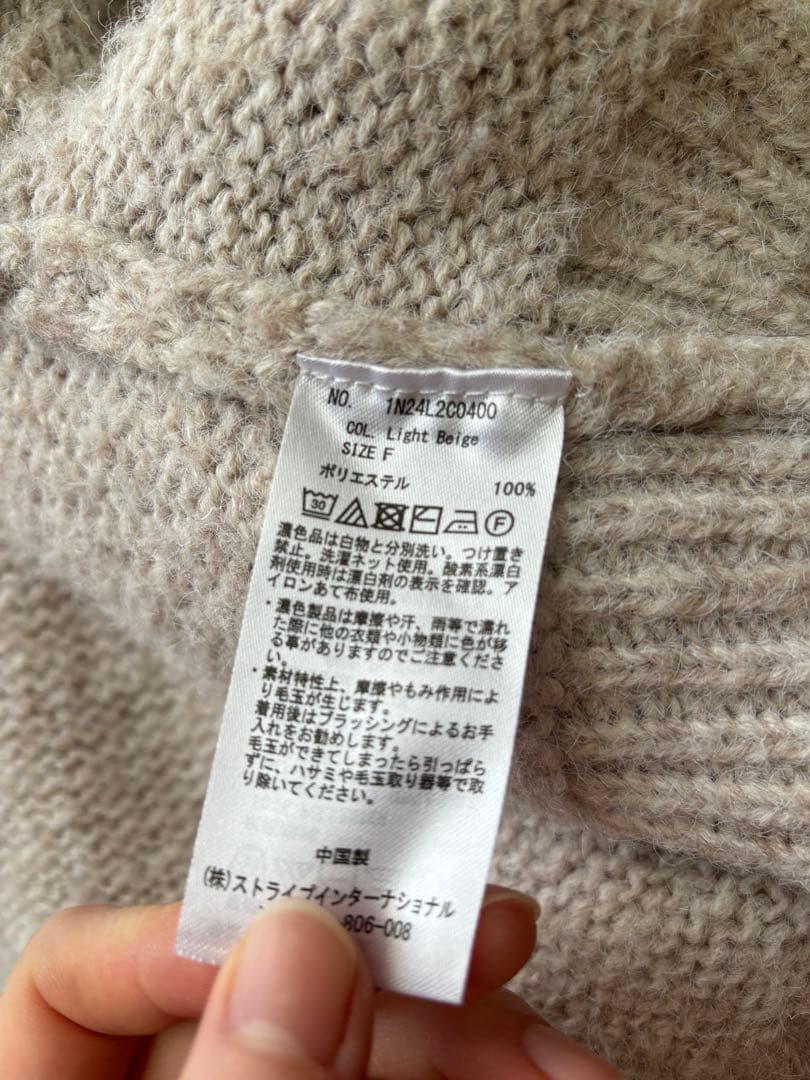 NO. 1N24L2C0400
COL. Light Beige
SIZE F
ポリエステル 100%
30 F
濃色品は白物と分別洗い。つけ置き
禁止。洗濯ネット使用。酸素系漂白
剤使用時は漂白剤の表示を確認。ア
イロンあて布使用。
・濃色製品は摩擦や汗、雨等で濡れ
た際に他の衣類や小物類に色が移
る事がありますのでご注意くださ
い。
・素材特性上、摩擦やもみ作用によ
り毛玉が生じます。
着用後はブラッシングによるお手
入れをお勧めします。
毛玉ができてしまったら引っぱら
ずに、ハサミや毛玉取り器等で取
り除いてください。
中国製
(株)ストライプインターナショナル
806-008